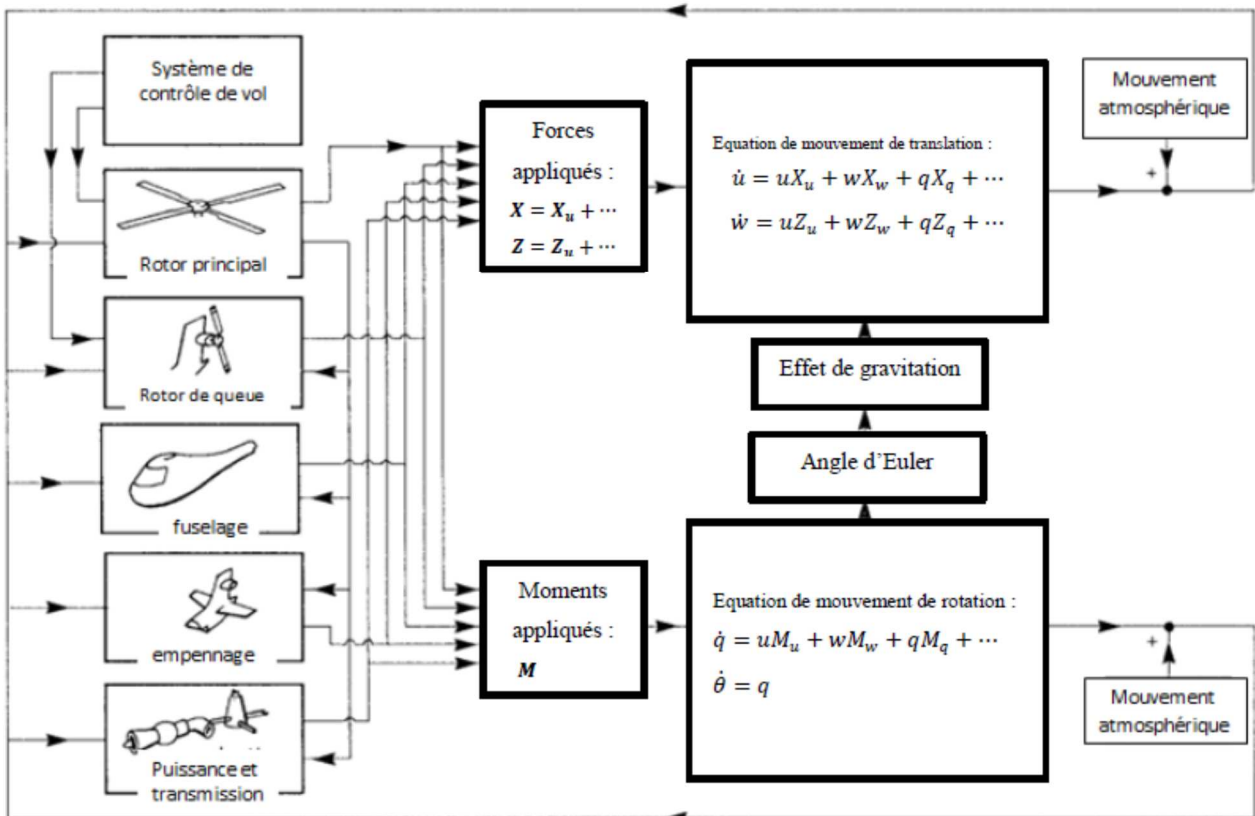 Système de
contrôle de vol
Rotor principal
Rotor de queue
fuselage
empennage
Puissance et
transmission
Forces
appliqués :
X = X_u + ⋯
Z = Z_u + ⋯
Moments
appliqués :
M
Equation de mouvement de translation :
u̇ = uX_u + wX_w + qX_q + ⋯
ẇ = uZ_u + wZ_w + qZ_q + ⋯
Effet de gravitation
Angle d’Euler
Equation de mouvement de rotation :
q̇ = uM_u + wM_w + qM_q + ⋯
θ̇ = q
Mouvement
atmosphérique
+
+
Mouvement
atmosphérique